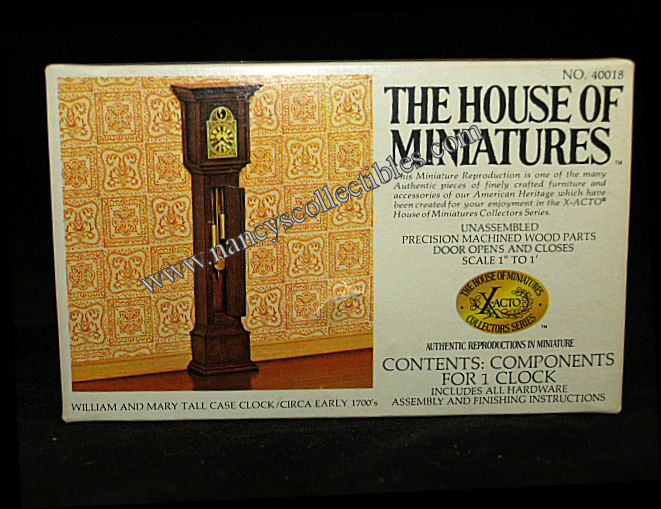 NO. 40018
THE HOUSE OF
MINIATURES™
This Miniature Reproduction is one of the many
Authentic pieces of finely crafted furniture and
accessories of our American Heritage which have
been created for your enjoyment in the X-ACTO®
House of Miniatures Collectors Series.
UNASSEMBLED
PRECISION MACHINED WOOD PARTS
DOOR OPENS AND CLOSES
SCALE 1" TO 1'
THE HOUSE OF MINIATURES
X-ACTO
COLLECTORS SERIES™
AUTHENTIC REPRODUCTIONS IN MINIATURE
CONTENTS: COMPONENTS
FOR 1 CLOCK
INCLUDES ALL HARDWARE
ASSEMBLY AND FINISHING INSTRUCTIONS
WILLIAM AND MARY TALL CASE CLOCK/CIRCA EARLY 1700's
www.nancyscollectibles.com